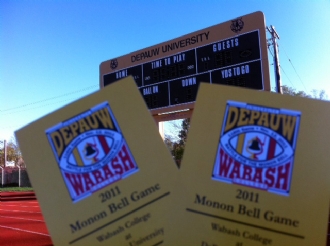 DEPAUW UNIVERSITY
HOME
TIME TO PLAY
GUESTS
BALL ON
DOWN
YDS TO GO
DEPAUW
WABASH
2011
Monon Bell Game
Wabash College
University
DEPAUW
WABASH
2011
Monon Bell Game
Wabash College